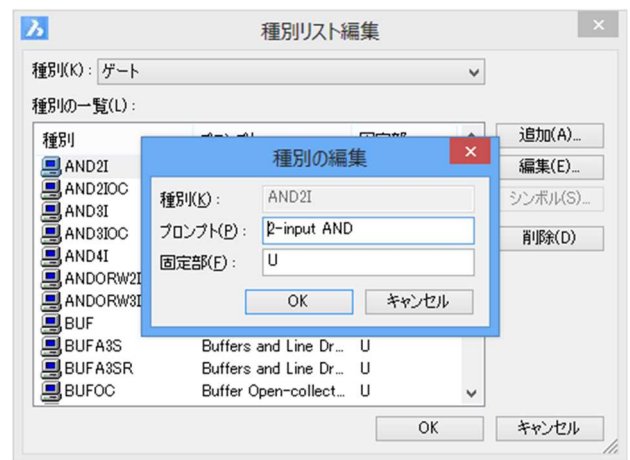 種別リスト編集
種別(K): ゲート
種別の一覧(L):
種別
AND2I
AND2IOC
AND3I
AND3IOC
AND4I
ANDORW2I
ANDORW3I
BUF
BUFA3S Buffers and Line Dr... U
BUFA3SR Buffers and Line Dr... U
BUFOC Buffer Open-collect... U
追加(A)...
編集(E)...
シンボル(S)...
削除(D)
種別の編集
種別(K): AND2I
プロンプト(P): 2-input AND
固定部(F): U
OK キャンセル
OK キャンセル